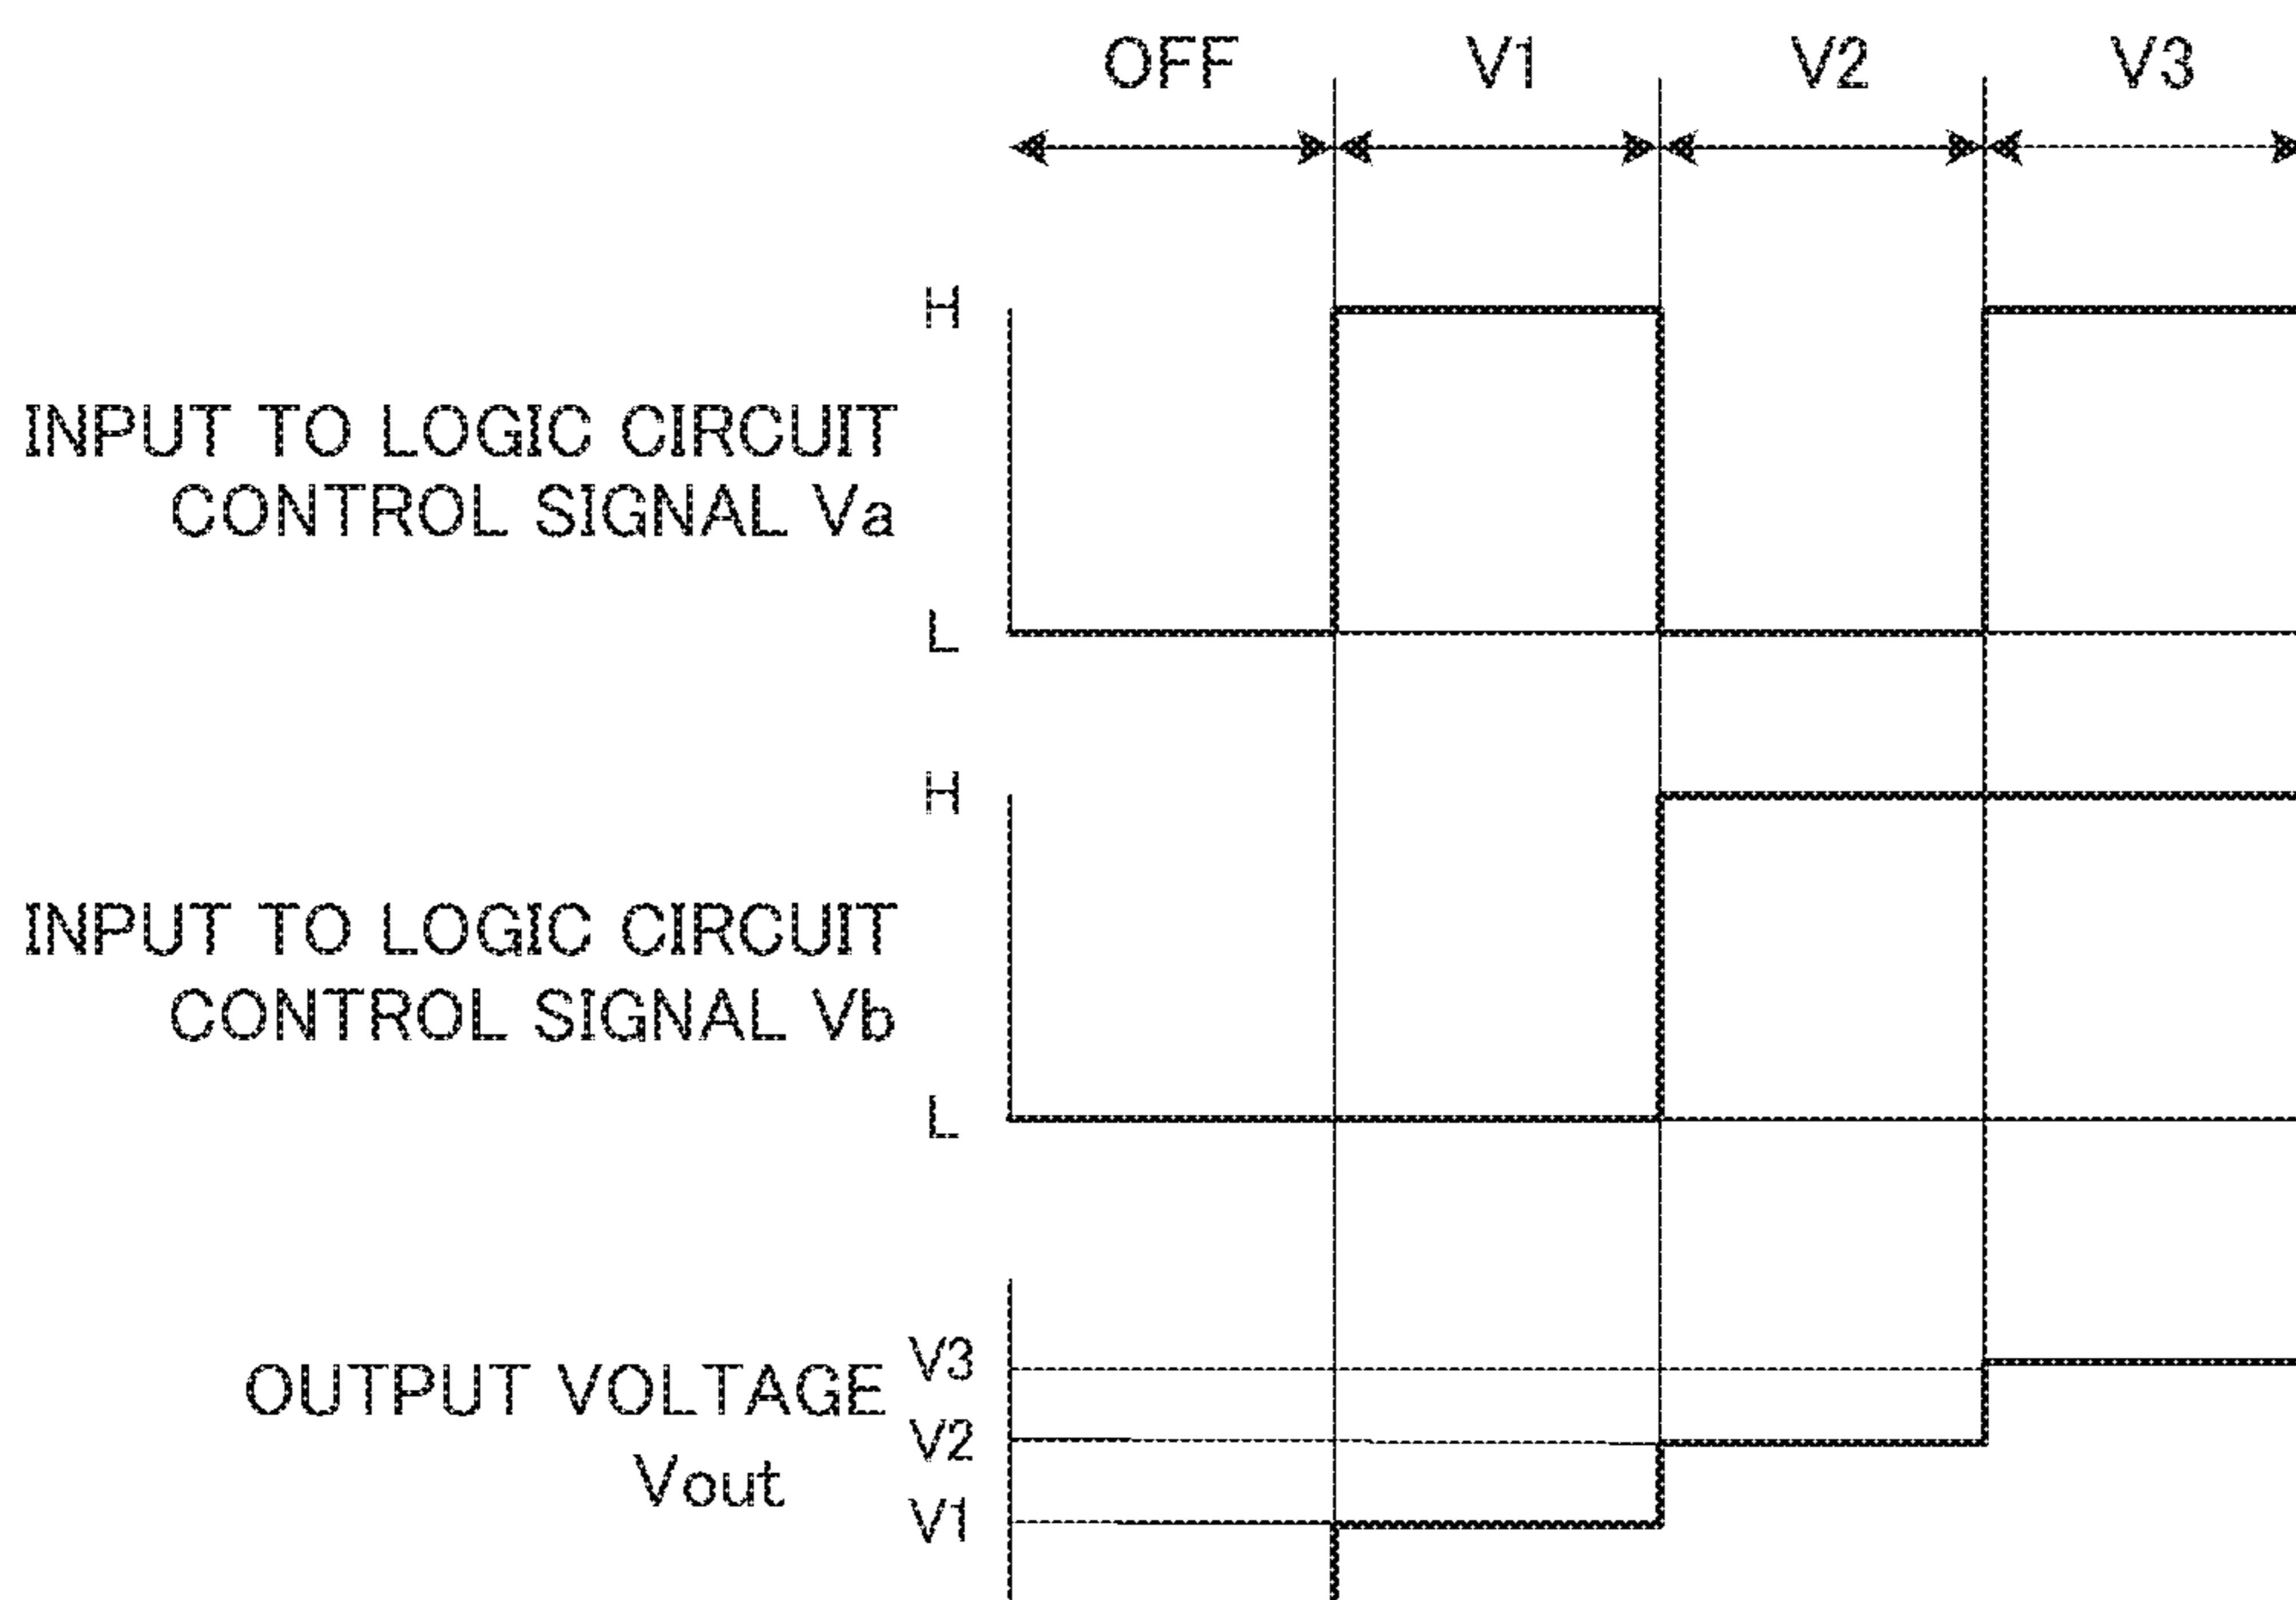 OFF V1 V2 V3
H
INPUT TO LOGIC CIRCUIT
CONTROL SIGNAL Va
L
H
INPUT TO LOGIC CIRCUIT
CONTROL SIGNAL Vb
L
V3
OUTPUT VOLTAGE
V2
Vout
V1